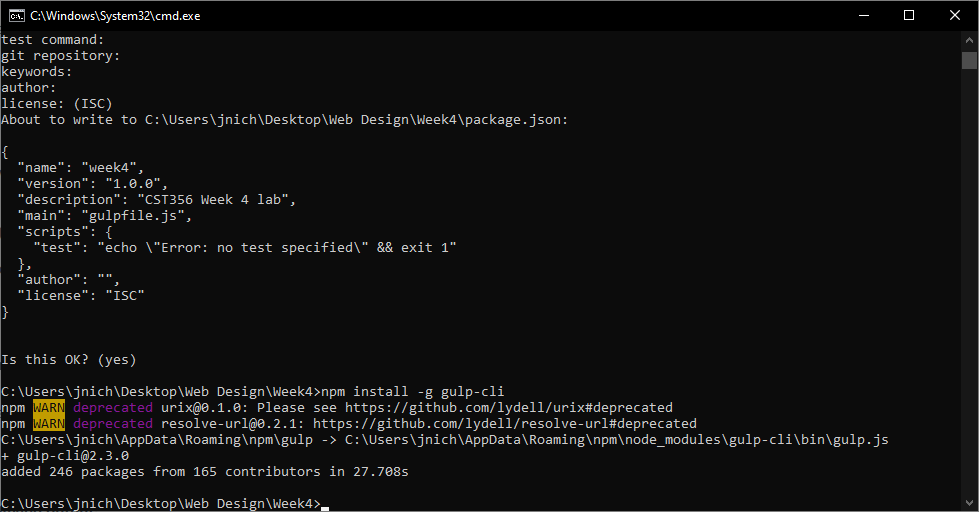 C:\Windows\System32\cmd.exe
test command:
git repository:
keywords:
author:
license: (ISC)
About to write to C:\Users\jnich\Desktop\Web Design\Week4\package.json:
{
  "name": "week4",
  "version": "1.0.0",
  "description": "CST356 Week 4 lab",
  "main": "gulpfile.js",
  "scripts": {
    "test": "echo \"Error: no test specified\" && exit 1"
  },
  "author": "",
  "license": "ISC"
}
Is this OK? (yes)
C:\Users\jnich\Desktop\Web Design\Week4>npm install -g gulp-cli
npm WARN deprecated urix@0.1.0: Please see https://github.com/lydell/urix#deprecated
npm WARN deprecated resolve-url@0.2.1: https://github.com/lydell/resolve-url#deprecated
C:\Users\jnich\AppData\Roaming\npm\gulp -> C:\Users\jnich\AppData\Roaming\npm\node_modules\gulp-cli\bin\gulp.js
+ gulp-cli@2.3.0
added 246 packages from 165 contributors in 27.708s
C:\Users\jnich\Desktop\Web Design\Week4>